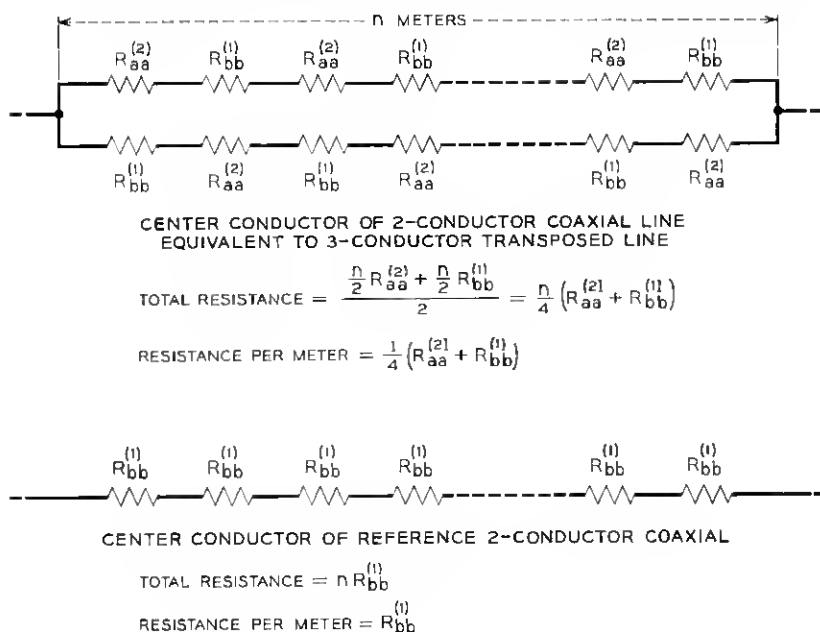 n METERS
R_aa^(2) R_bb^(1) R_aa^(2) R_bb^(1) R_aa^(2) R_bb^(1)
R_bb^(1) R_aa^(2) R_bb^(1) R_aa^(2) R_bb^(1) R_aa^(2)
CENTER CONDUCTOR OF 2-CONDUCTOR COAXIAL LINE
EQUIVALENT TO 3-CONDUCTOR TRANSPOSED LINE
TOTAL RESISTANCE = (n/2 R_aa^(2) + n/2 R_bb^(1))/2 = n/4 (R_aa^(2) + R_bb^(1))
RESISTANCE PER METER = 1/4 (R_aa^(2) + R_bb^(1))
R_bb^(1) R_bb^(1) R_bb^(1) R_bb^(1) R_bb^(1) R_bb^(1)
CENTER CONDUCTOR OF REFERENCE 2-CONDUCTOR COAXIAL
TOTAL RESISTANCE = n R_bb^(1)
RESISTANCE PER METER = R_bb^(1)